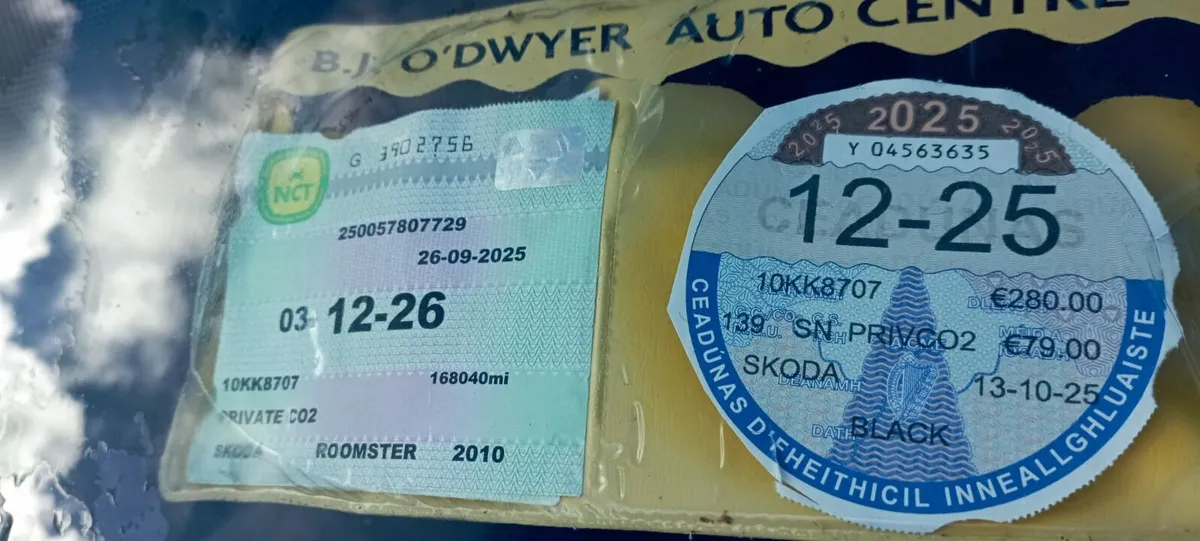 B.J. O'DWYER AUTO CENTRE
NCT
G 3902756
250057807729
26-09-2025
03- 12-26
10KK8707 168040mi
PRIVATE CO2
SKODA ROOMSTER 2010
2025 2025 2025
Y 04563635
12-25
10KK8707 €280.00
139 SN PRIVCO2 €79.00
SKODA 13-10-25
BLACK
CEADÚNAS D'FHEITHICIL INNEALLGHLUAISTE